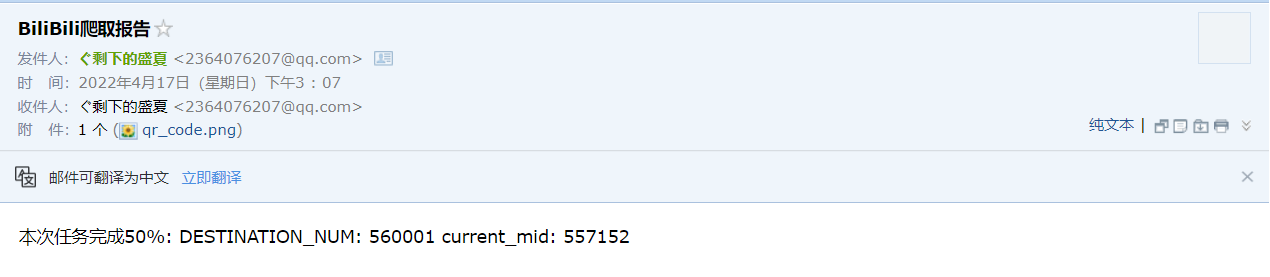 BiliBili爬取报告
发件人：ぐ剩下的盛夏 <2364076207@qq.com>
时 间：2022年4月17日（星期日）下午3：07
收件人：ぐ剩下的盛夏 <2364076207@qq.com>
附 件：1 个 (qr_code.png)
纯文本 |
邮件可翻译为中文 立即翻译
本次任务完成50%: DESTINATION_NUM: 560001 current_mid: 557152